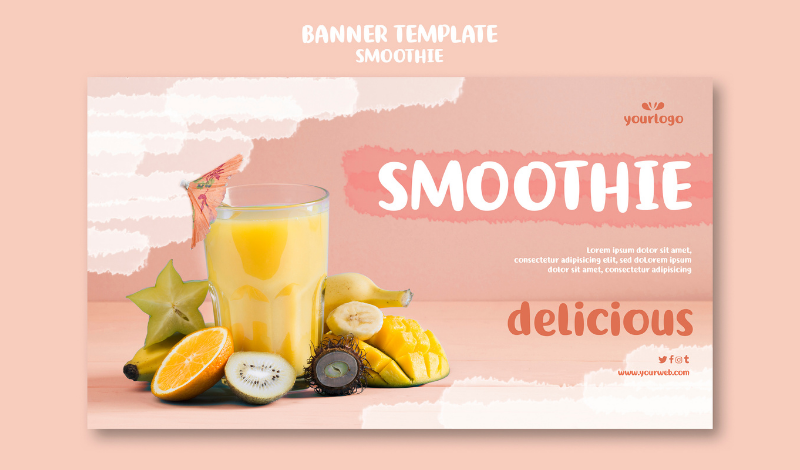 BANNER TEMPLATE
SMOOTHIE
yourlogo
SMOOTHIE
Lorem ipsum dolor sit amet,
consectetur adipisicing elit, sed dolorem ipsum
dolor sit amet, consectetur adipisicing
delicious
www.yourweb.com